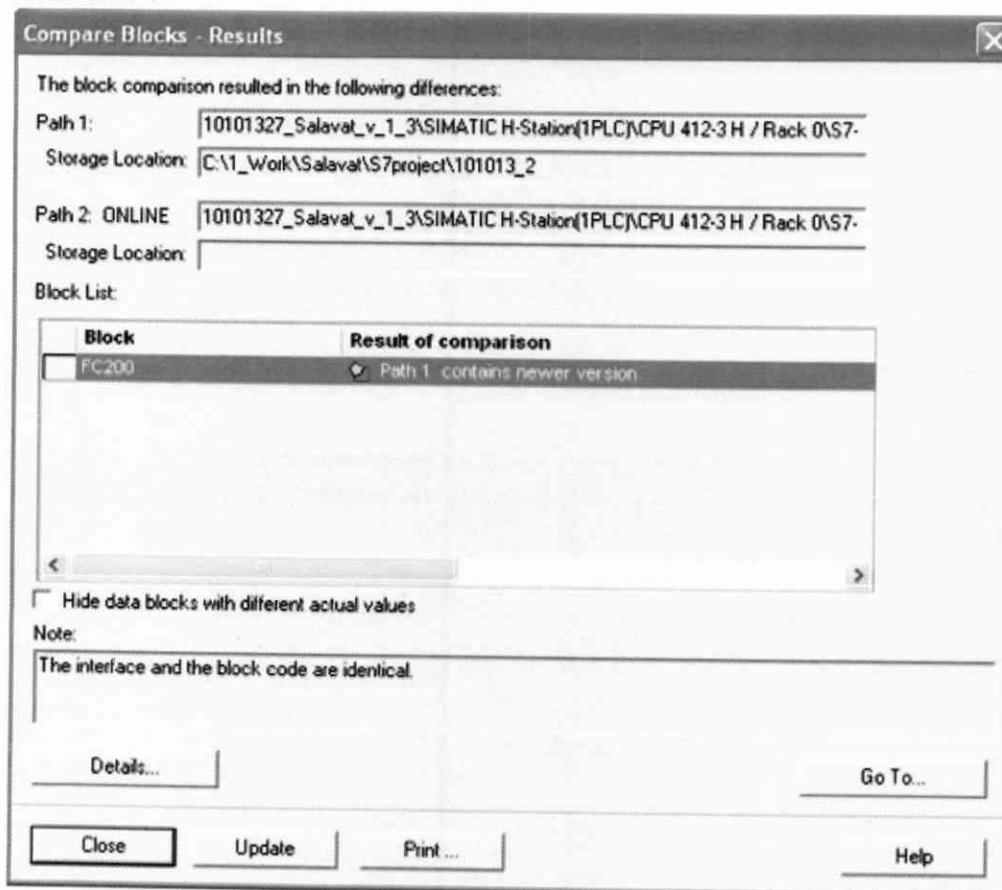 Compare Blocks - Results
The block comparison resulted in the following differences:
Path 1: 10101327_Salavat_v_1_3\SIMATIC H-Station(1PLC)\CPU 412-3 H / Rack 0\S7-
Storage Location: C:\1_Work\Salavat\S7project\101013_2
Path 2: ONLINE 10101327_Salavat_v_1_3\SIMATIC H-Station(1PLC)\CPU 412-3 H / Rack 0\S7-
Storage Location:
Block List:
Block Result of comparison
FC200 Path 1 contains newer version
Hide data blocks with different actual values
Note:
The interface and the block code are identical.
Details... Go To...
Close Update Print ... Help